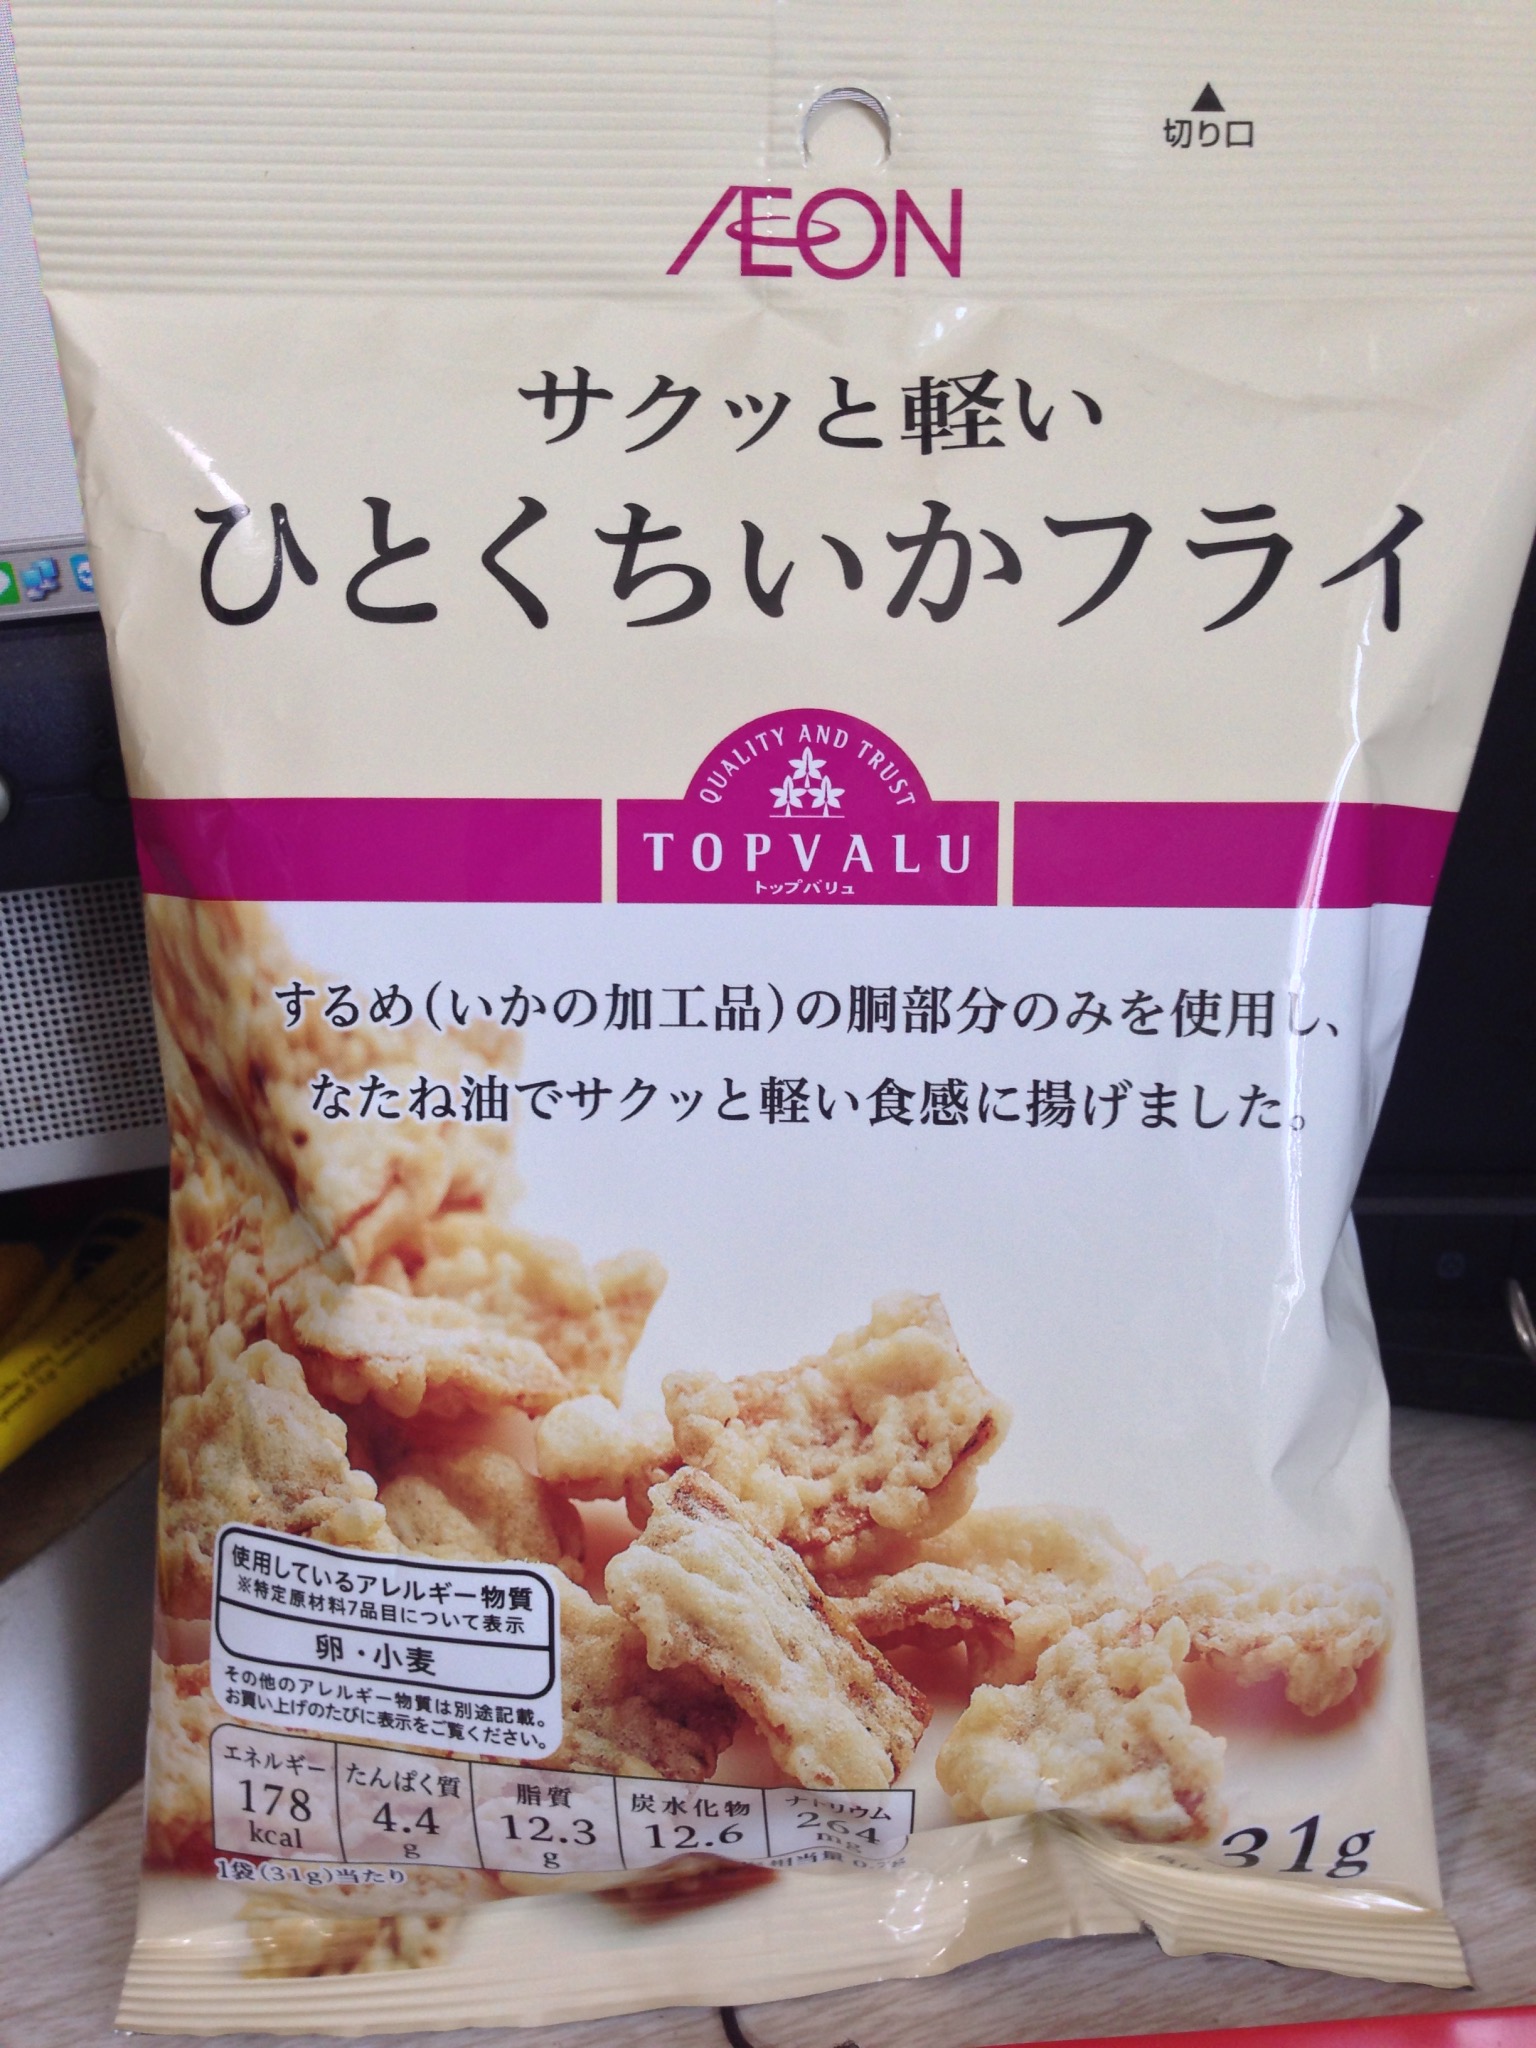 ▲
切り口
ÆON
サクッと軽い
ひとくちいかフライ
QUALITY AND TRUST
TOPVALU
トップバリュ
するめ(いかの加工品)の胴部分のみを使用し、
なたね油でサクッと軽い食感に揚げました。
使用しているアレルギー物質
※特定原材料7品目について表示
卵・小麦
その他のアレルギー物質は別途記載。
お買い上げのたびに表示をご覧ください。
エネルギー 178 kcal
たんぱく質 4.4 g
脂質 12.3 g
炭水化物 12.6
ナトリウム 264 mg
1袋(31g)当たり
相当量 0.7g
31g